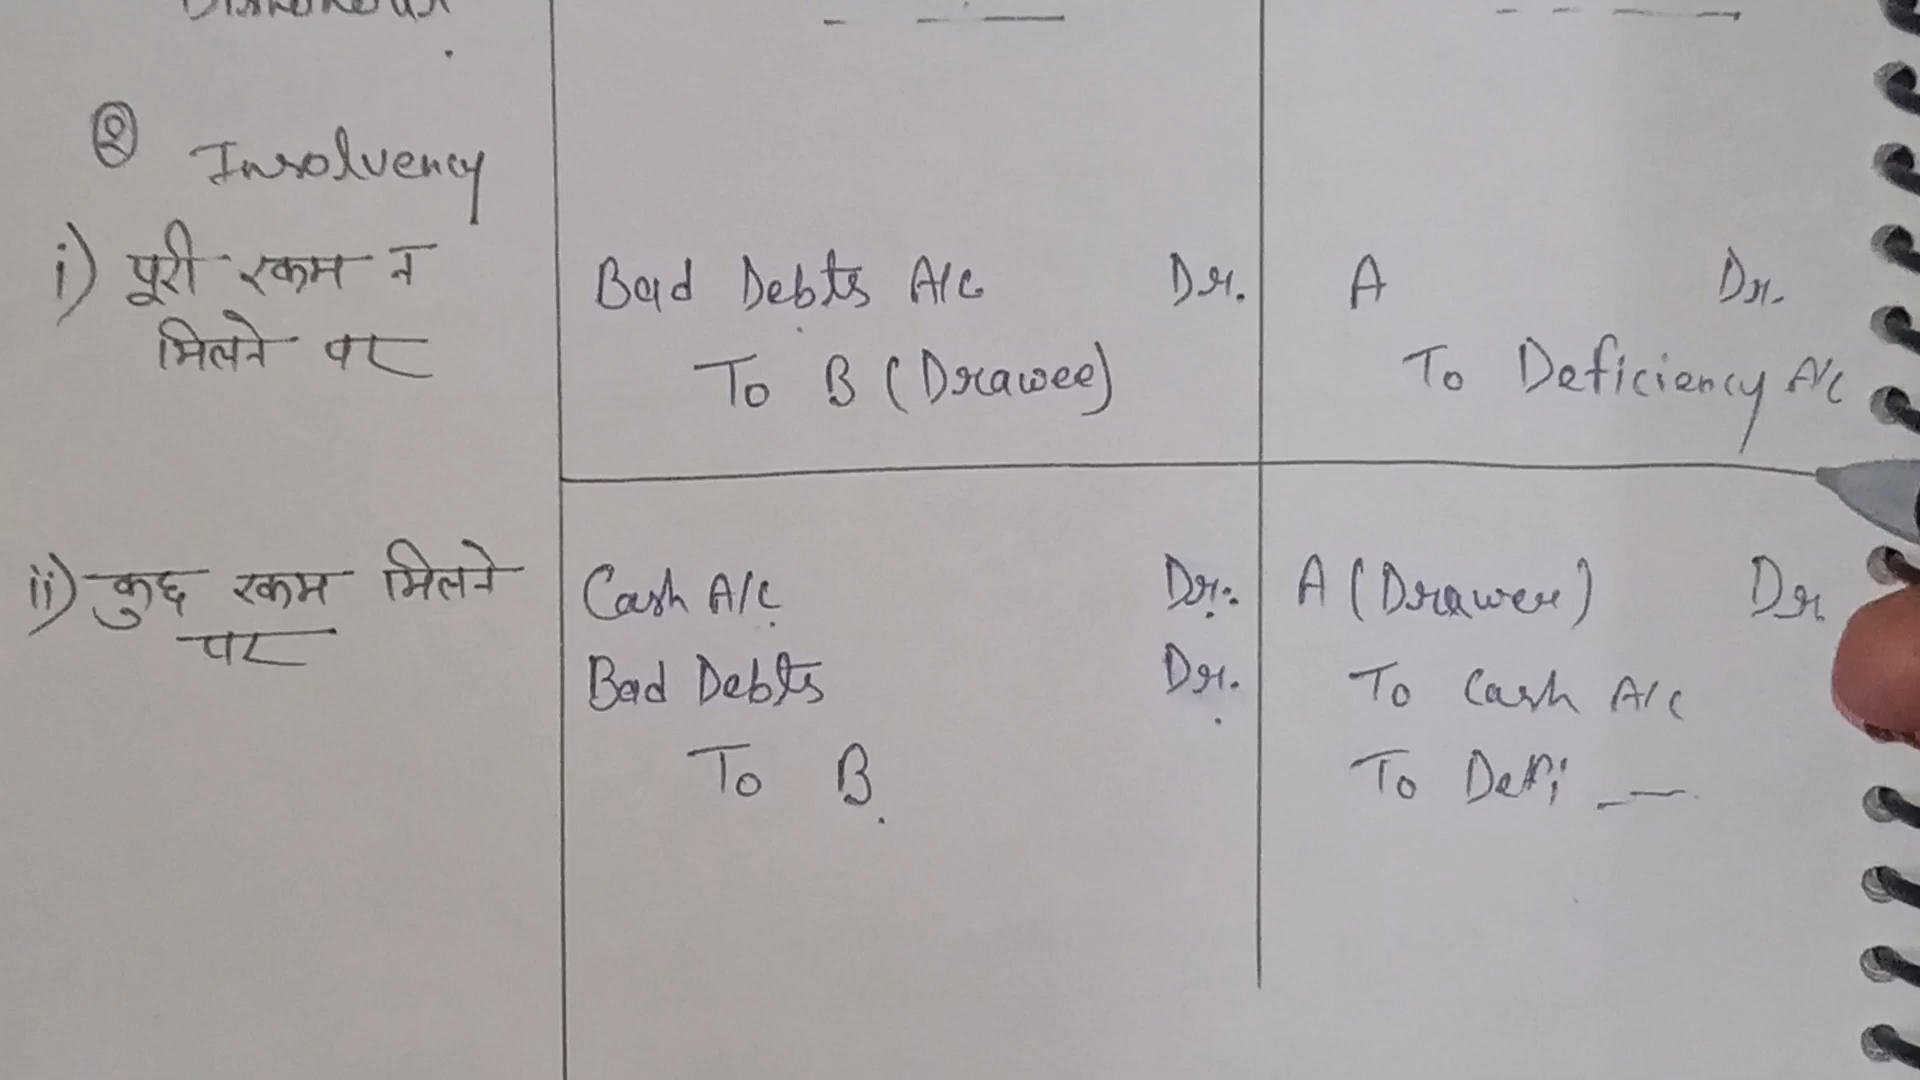 ② Insolvency
i) पूरी रकम न
मिलने पर
Bad Debts A/c Dr.
To B (Drawee)
A Dr.
To Deficiency A/c
ii) कुछ रकम मिलने
पर
Cash A/c Dr.
Bad Debts Dr.
To B
A (Drawer) Dr
To Cash A/c
To Defi —